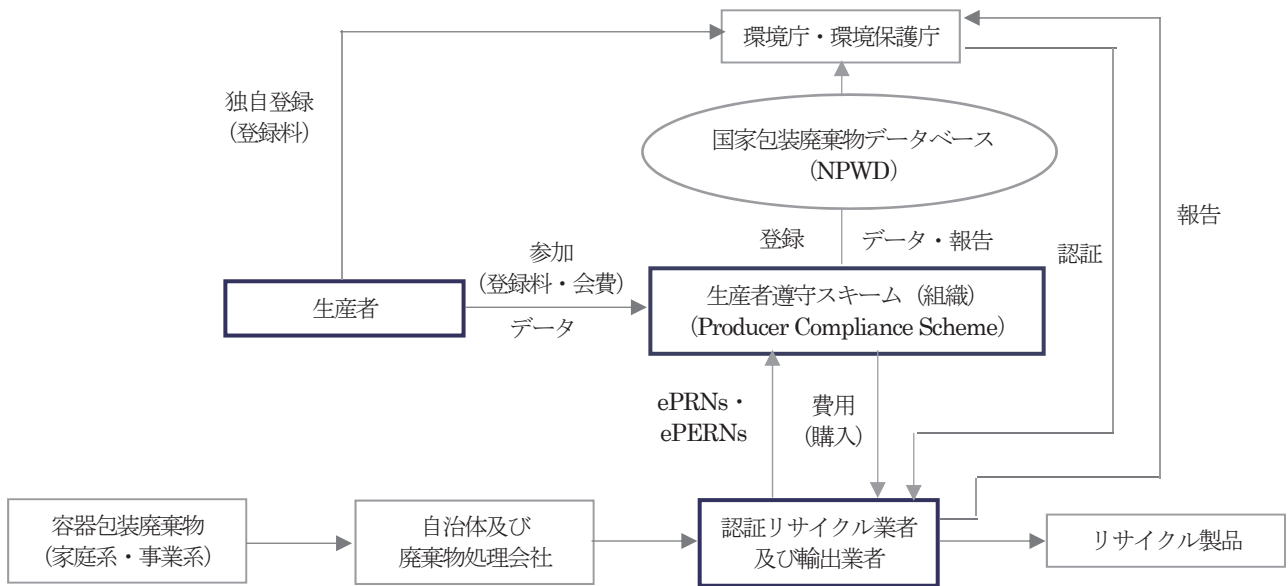 環境庁・環境保護庁
独自登録
(登録料)
国家包装廃棄物データベース
(NPWD)
報告
登録
データ・報告
認証
参加
(登録料・会費)
データ
生産者
生産者遵守スキーム（組織）
(Producer Compliance Scheme)
ePRNs・
ePERNs
費用
(購入)
容器包装廃棄物
(家庭系・事業系)
自治体及び
廃棄物処理会社
認証リサイクル業者
及び輸出業者
リサイクル製品